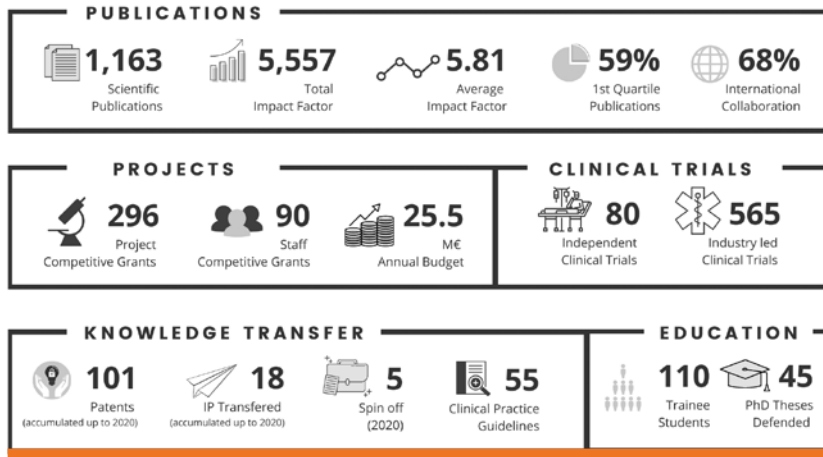 PUBLICATIONS
1,163
Scientific
Publications
5,557
Total
Impact Factor
5.81
Average
Impact Factor
59%
1st Quartile
Publications
68%
International
Collaboration
PROJECTS
296
Project
Competitive Grants
90
Staff
Competitive Grants
25.5
M€
Annual Budget
CLINICAL TRIALS
80
Independent
Clinical Trials
565
Industry led
Clinical Trials
KNOWLEDGE TRANSFER
101
Patents
(accumulated up to 2020)
18
IP Transfered
(accumulated up to 2020)
5
Spin off
(2020)
55
Clinical Practice
Guidelines
EDUCATION
110
Trainee
Students
45
PhD Theses
Defended